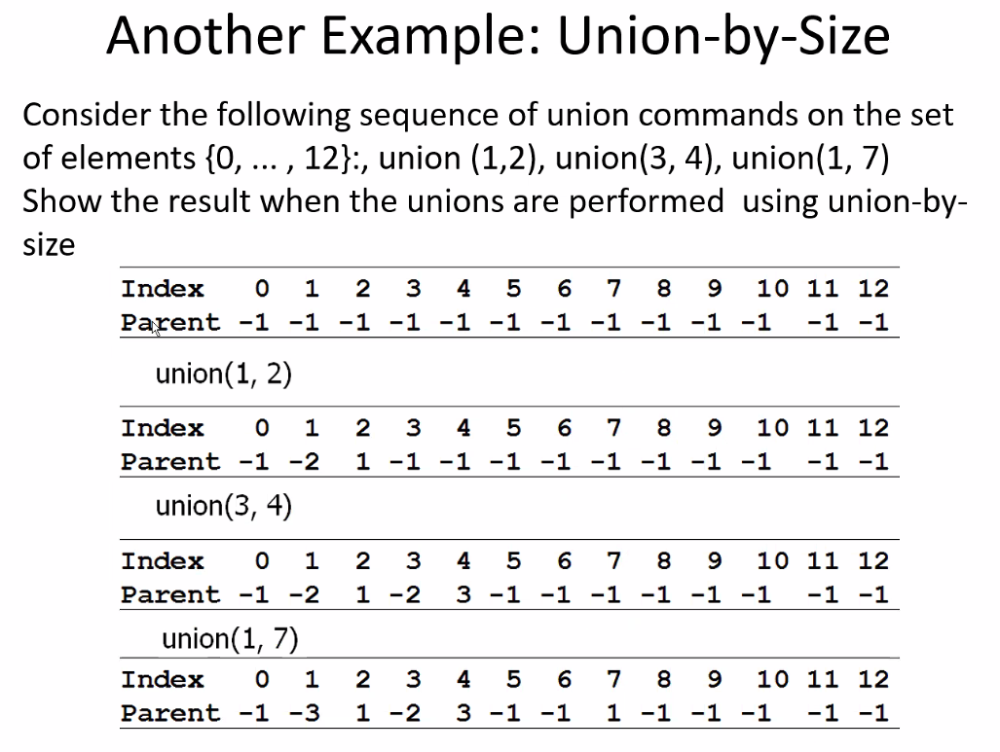 Another Example: Union-by-Size
Consider the following sequence of union commands on the set
of elements {0, ... , 12}:, union (1,2), union(3, 4), union(1, 7)
Show the result when the unions are performed  using union-by-
size
Index 0 1 2 3 4 5 6 7 8 9 10 11 12
Parent -1 -1 -1 -1 -1 -1 -1 -1 -1 -1 -1 -1 -1
union(1, 2)
Index 0 1 2 3 4 5 6 7 8 9 10 11 12
Parent -1 -2 1 -1 -1 -1 -1 -1 -1 -1 -1 -1 -1
union(3, 4)
Index 0 1 2 3 4 5 6 7 8 9 10 11 12
Parent -1 -2 1 -2 3 -1 -1 -1 -1 -1 -1 -1 -1
union(1, 7)
Index 0 1 2 3 4 5 6 7 8 9 10 11 12
Parent -1 -3 1 -2 3 -1 -1 1 -1 -1 -1 -1 -1